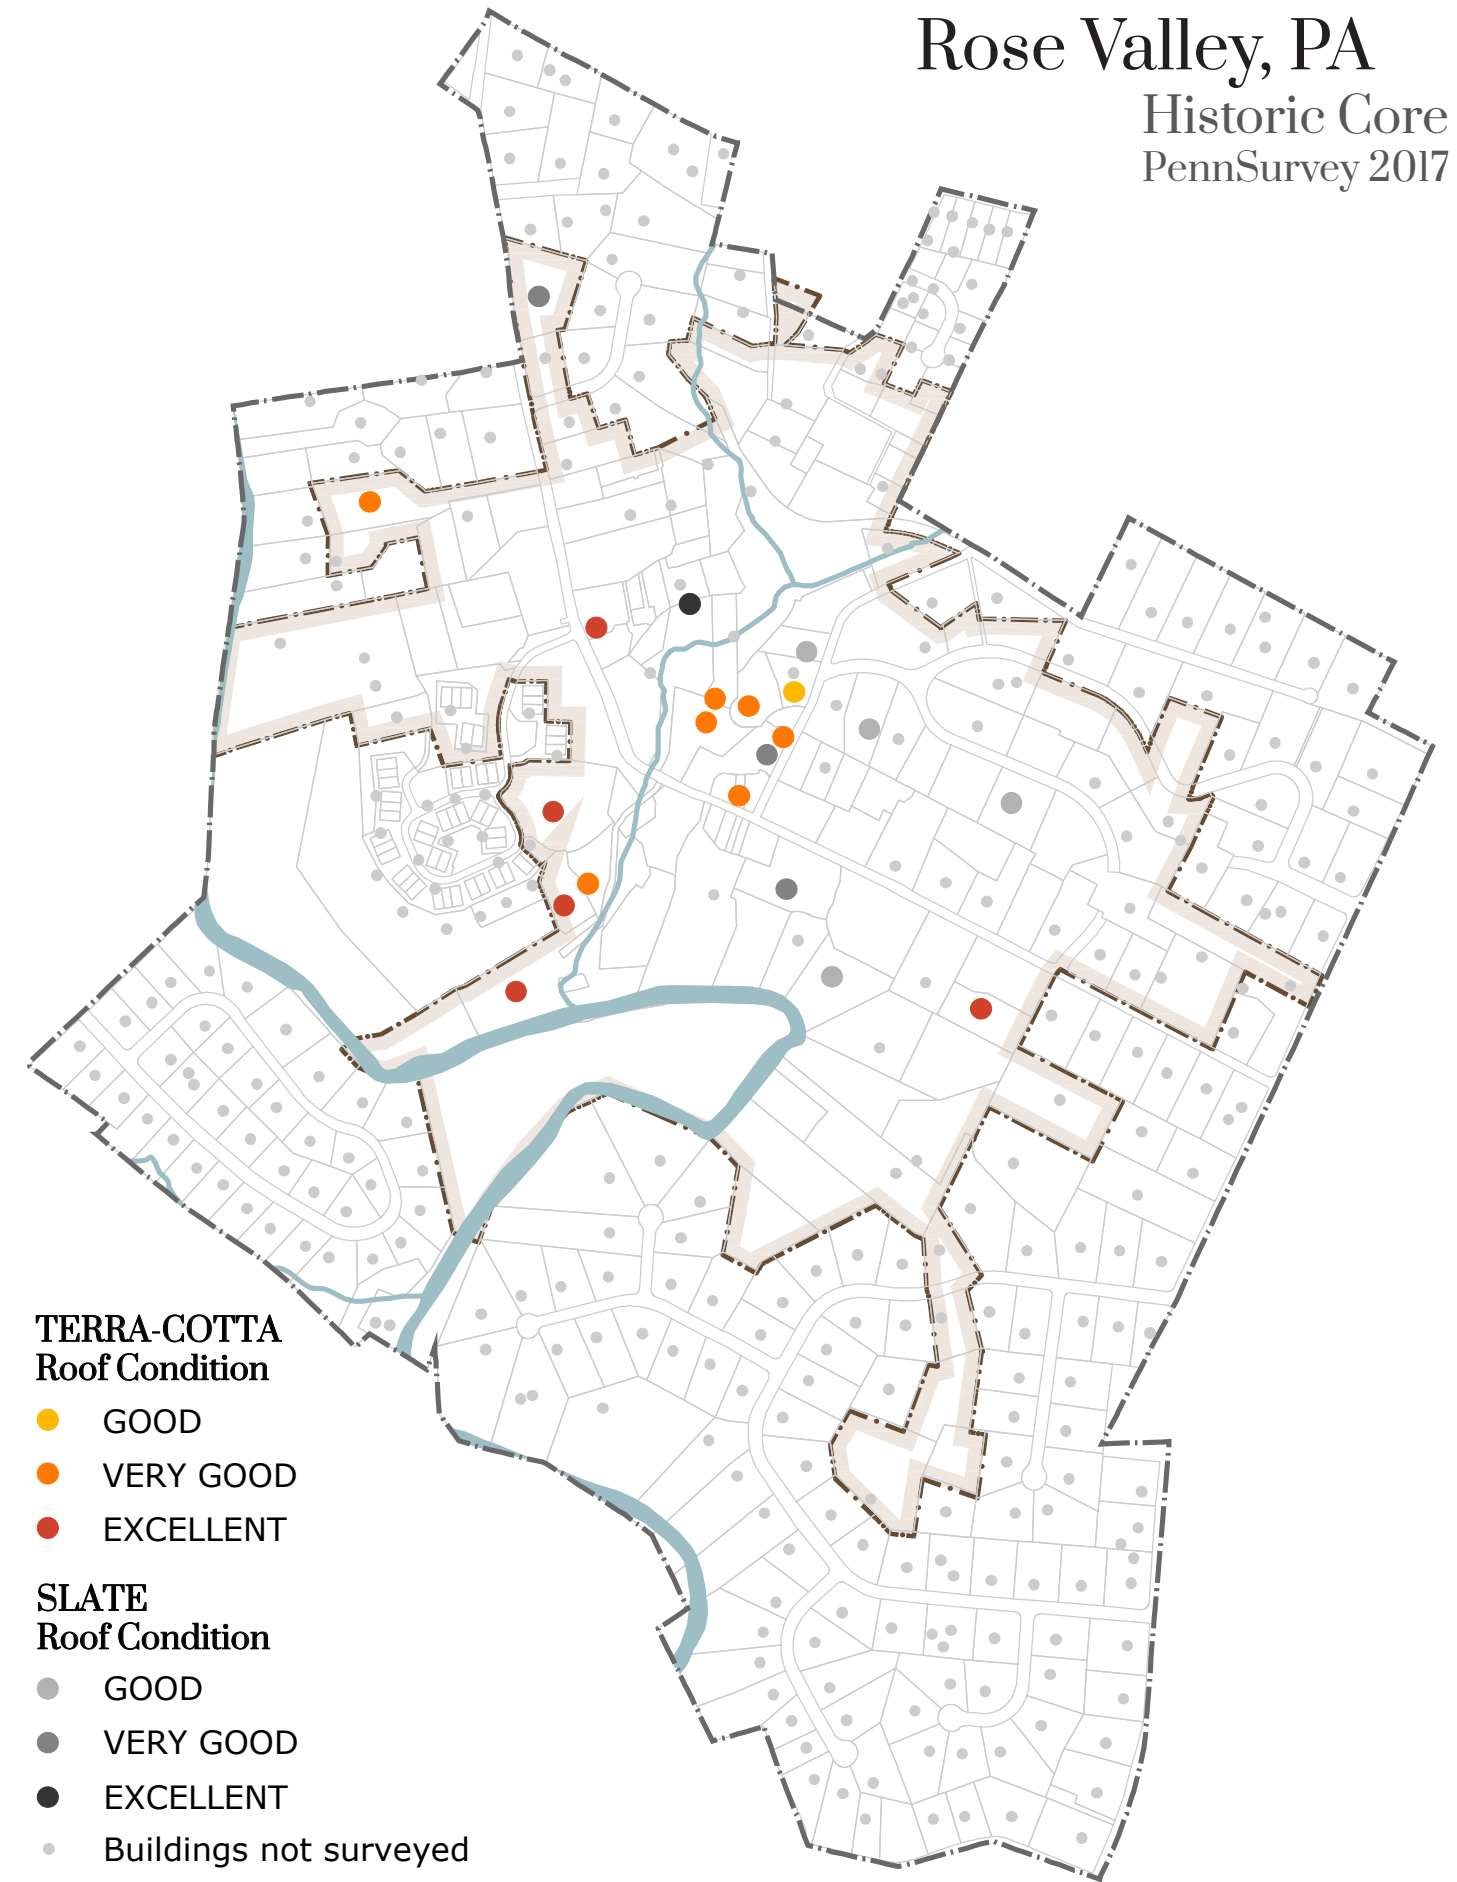 Rose Valley, PA
Historic Core
PennSurvey 2017
TERRA-COTTA
Roof Condition
GOOD
VERY GOOD
EXCELLENT
SLATE
Roof Condition
GOOD
VERY GOOD
EXCELLENT
Buildings not surveyed